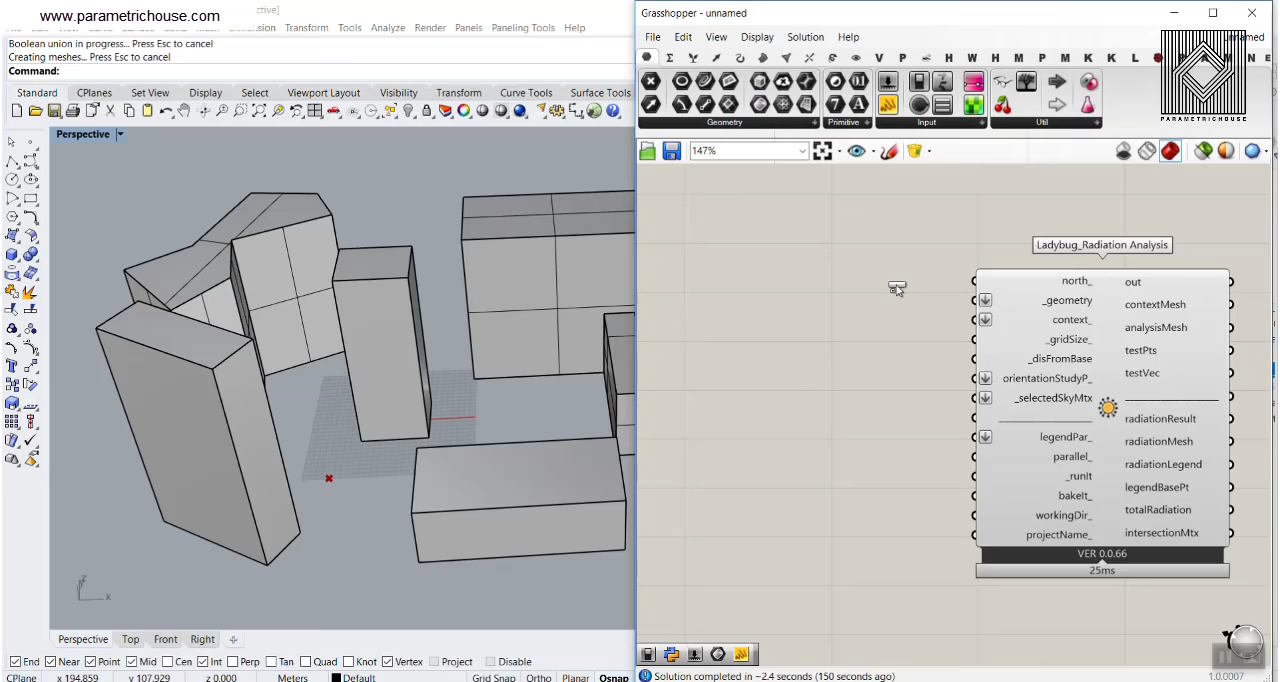 www.parametrichouse.com
ective]
Transform Tools Analyze Render Panels Paneling Tools Help
Boolean union in progress... Press Esc to cancel
Creating meshes... Press Esc to cancel
Command:
Standard CPlanes Set View Display Select Viewport Layout Visibility Transform Curve Tools Surface Tools
Perspective
z
x
Perspective Top Front Right
End Near Point Mid Cen Int Perp Tan Quad Knot Vertex Project Disable
CPlane x 194.859 y 107.929 z 0.000 Meters Default Grid Snap Ortho Planar Osnap
Grasshopper - unnamed
File Edit View Display Solution Help
unnamed
V P H W H M P M K K L
N E
Geometry Primitive Input Util
PARAMETRICHOUSE
147%
Ladybug_Radiation Analysis
north_
_geometry
context_
_gridSize_
_disFromBase
orientationStudyP_
_selectedSkyMtx
legendPar_
parallel_
_runIt
bakeIt_
workingDir_
projectName_
out
contextMesh
analysisMesh
testPts
testVec
radiationResult
radiationMesh
radiationLegend
legendBasePt
totalRadiation
intersectionMtx
VER 0.0.66
25ms
Solution completed in ~2.4 seconds (150 seconds ago)
1.0.0007